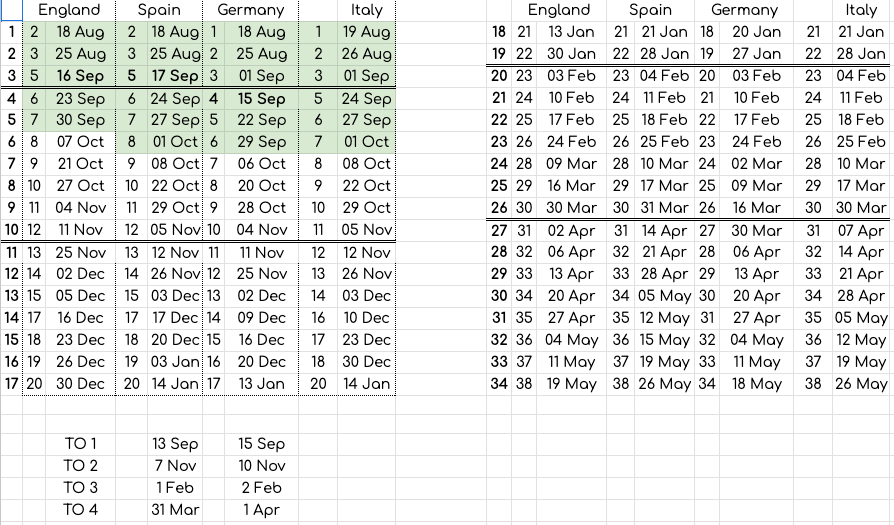 England Spain Germany Italy England Spain Germany Italy
1 2 18 Aug 2 18 Aug 1 18 Aug 1 19 Aug 18 21 13 Jan 21 21 Jan 18 20 Jan 21 21 Jan
2 3 25 Aug 3 25 Aug 2 25 Aug 2 26 Aug 19 22 30 Jan 22 28 Jan 19 27 Jan 22 28 Jan
3 5 16 Sep 5 17 Sep 3 01 Sep 3 01 Sep 20 23 03 Feb 23 04 Feb 20 03 Feb 23 04 Feb
4 6 23 Sep 6 24 Sep 4 15 Sep 5 24 Sep 21 24 10 Feb 24 11 Feb 21 10 Feb 24 11 Feb
5 7 30 Sep 7 27 Sep 5 22 Sep 6 27 Sep 22 25 17 Feb 25 18 Feb 22 17 Feb 25 18 Feb
6 8 07 Oct 8 01 Oct 6 29 Sep 7 01 Oct 23 26 24 Feb 26 25 Feb 23 24 Feb 26 25 Feb
7 9 21 Oct 9 08 Oct 7 06 Oct 8 08 Oct 24 28 09 Mar 28 10 Mar 24 02 Mar 28 10 Mar
8 10 27 Oct 10 22 Oct 8 20 Oct 9 22 Oct 25 29 16 Mar 29 17 Mar 25 09 Mar 29 17 Mar
9 11 04 Nov 11 29 Oct 9 28 Oct 10 29 Oct 26 30 30 Mar 30 31 Mar 26 16 Mar 30 30 Mar
10 12 11 Nov 12 05 Nov 10 04 Nov 11 05 Nov 27 31 02 Apr 31 14 Apr 27 30 Mar 31 07 Apr
11 13 25 Nov 13 12 Nov 11 11 Nov 12 12 Nov 28 32 06 Apr 32 21 Apr 28 06 Apr 32 14 Apr
12 14 02 Dec 14 26 Nov 12 25 Nov 13 26 Nov 29 33 13 Apr 33 28 Apr 29 13 Apr 33 21 Apr
13 15 05 Dec 15 03 Dec 13 02 Dec 14 03 Dec 30 34 20 Apr 34 05 May 30 20 Apr 34 28 Apr
14 17 16 Dec 17 17 Dec 14 09 Dec 16 10 Dec 31 35 27 Apr 35 12 May 31 27 Apr 35 05 May
15 18 23 Dec 18 20 Dec 15 16 Dec 17 23 Dec 32 36 04 May 36 15 May 32 04 May 36 12 May
16 19 26 Dec 19 03 Jan 16 20 Dec 18 30 Dec 33 37 11 May 37 19 May 33 11 May 37 19 May
17 20 30 Dec 20 14 Jan 17 13 Jan 20 14 Jan 34 38 19 May 38 26 May 34 18 May 38 26 May
TO 1 13 Sep 15 Sep
TO 2 7 Nov 10 Nov
TO 3 1 Feb 2 Feb
TO 4 31 Mar 1 Apr